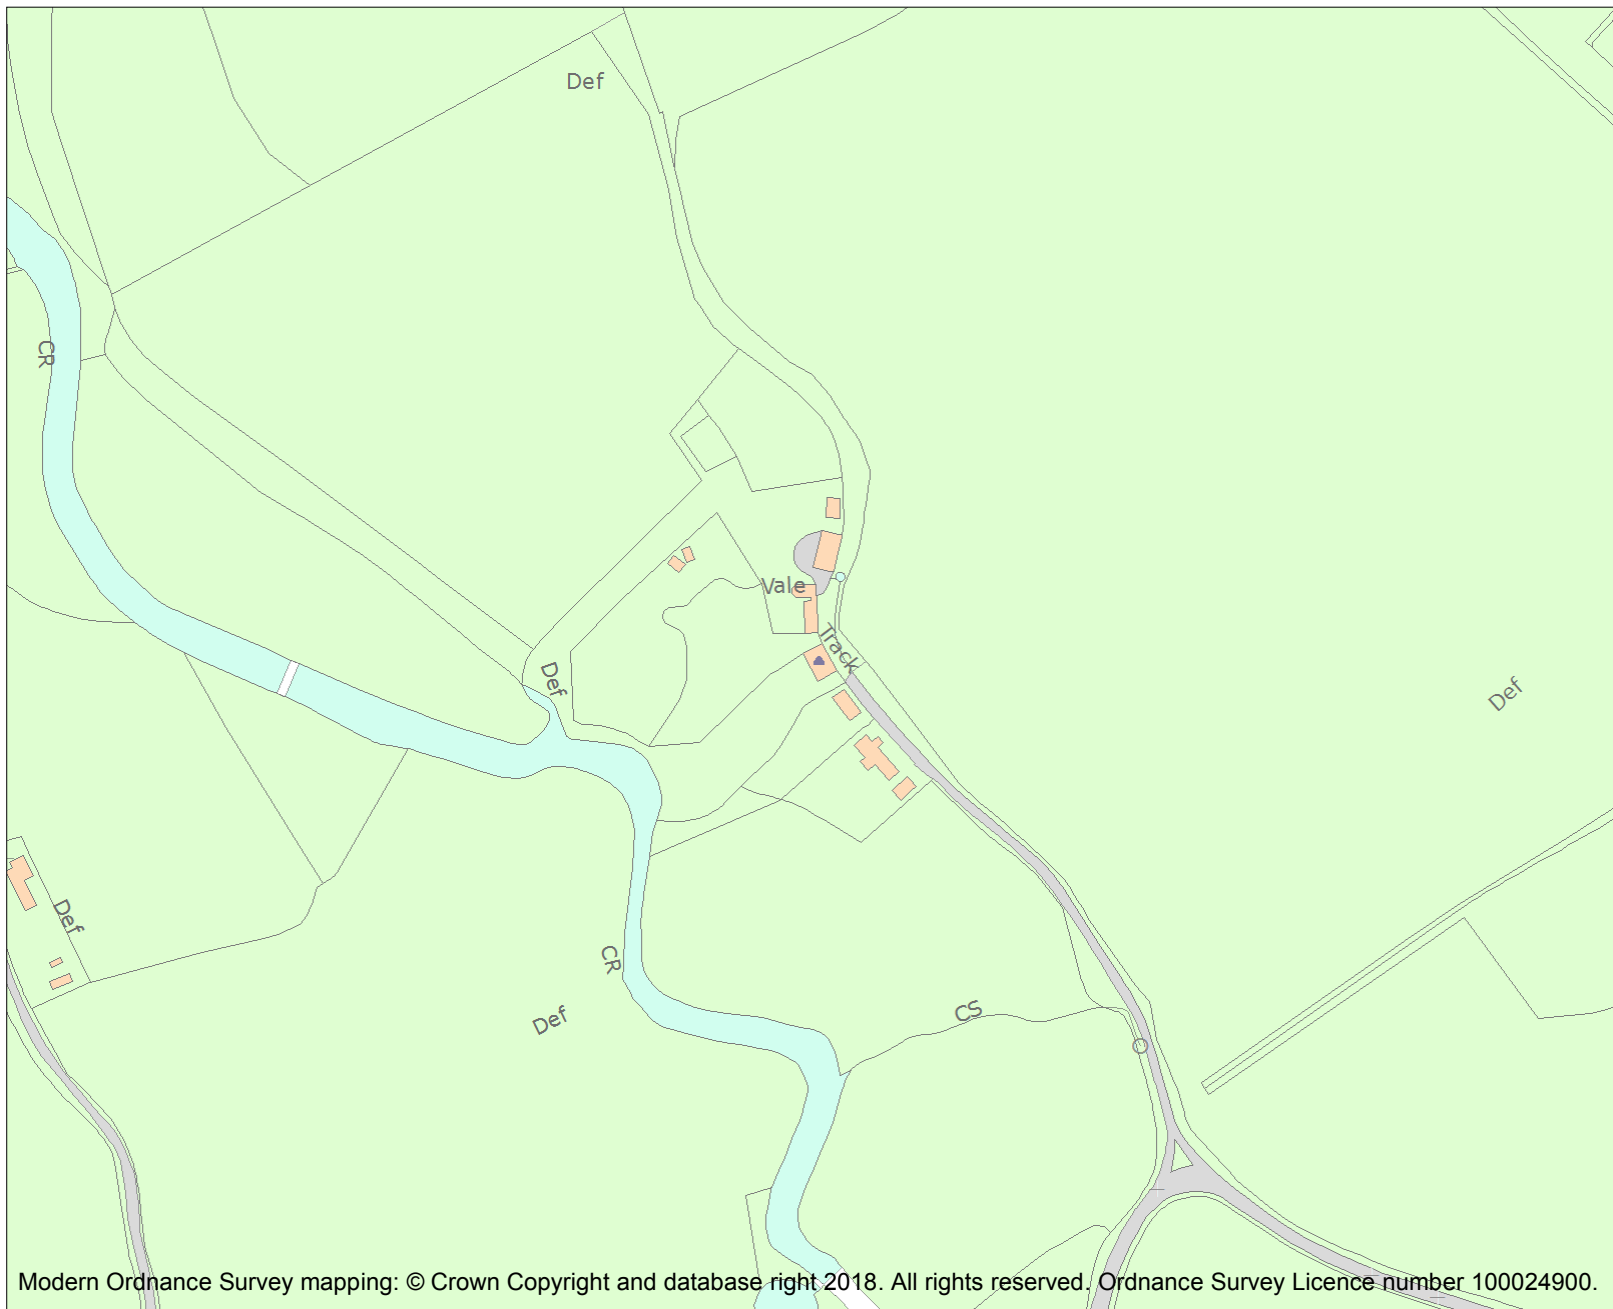 Def
CR
Vale
Track
Def
Def
Def
CR
CS
Def
Modern Ordnance Survey mapping: © Crown Copyright and database right 2018. All rights reserved. Ordnance Survey Licence number 100024900.